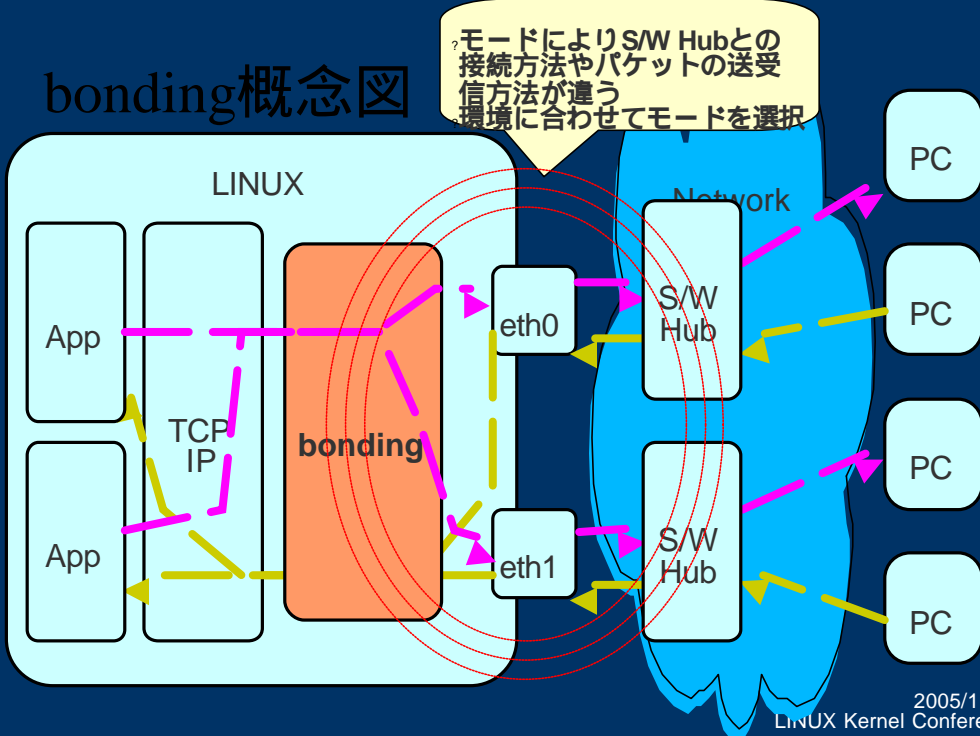 bonding概念図
?モードによりS/W Hubとの
接続方法やパケットの送受
信方法が違う
環境に合わせてモードを選択
LINUX
Network
PC
App
TCP
IP
bonding
eth0
S/W
Hub
PC
App
eth1
S/W
Hub
PC
PC
2005/1
LINUX Kernel Confere